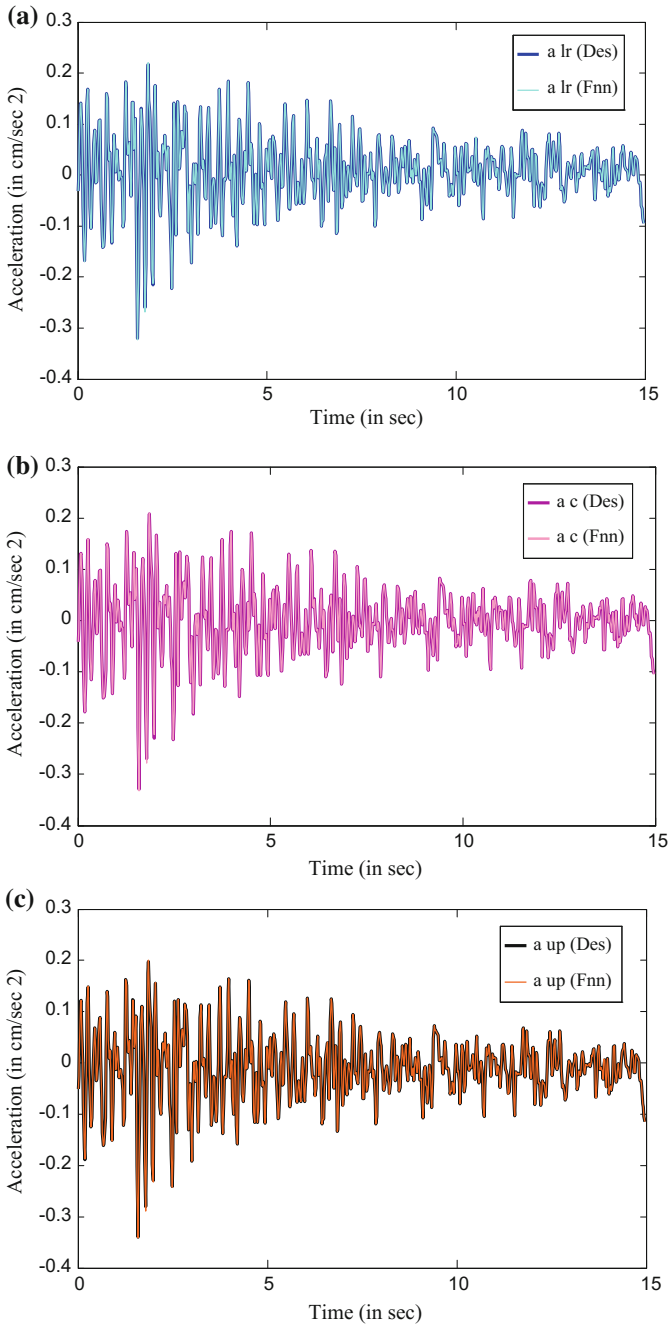 (a)
0.3
0.2
0.1
0
-0.1
-0.2
-0.3
-0.4
Acceleration (in cm/sec 2)
a lr (Des)
a lr (Fnn)
0 5 10 15
Time (in sec)
(b)
0.3
0.2
0.1
0
-0.1
-0.2
-0.3
-0.4
Acceleration (in cm/sec 2)
a c (Des)
a c (Fnn)
0 5 10 15
Time (in sec)
(c)
0.3
0.2
0.1
0
-0.1
-0.2
-0.3
-0.4
Acceleration (in cm/sec 2)
a up (Des)
a up (Fnn)
0 5 10 15
Time (in sec)